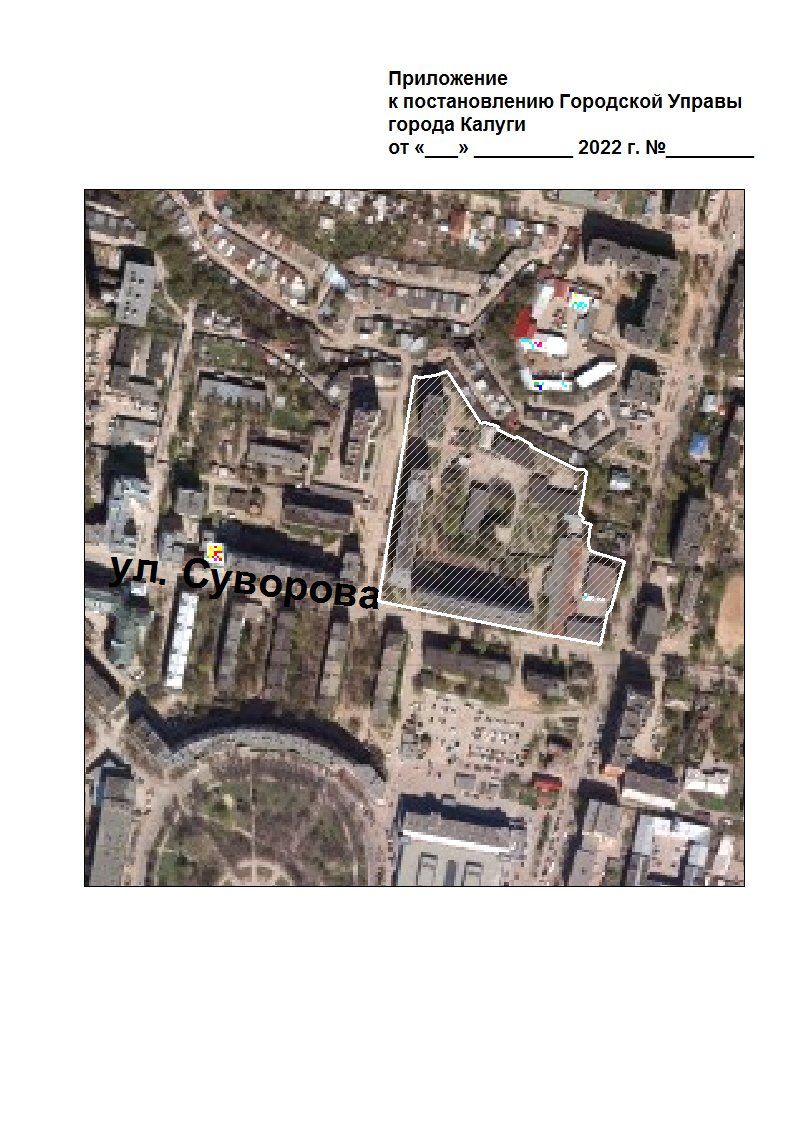 Приложение
к постановлению Городской Управы
города Калуги
от «___» _________ 2022 г. №________
ул. Суворова